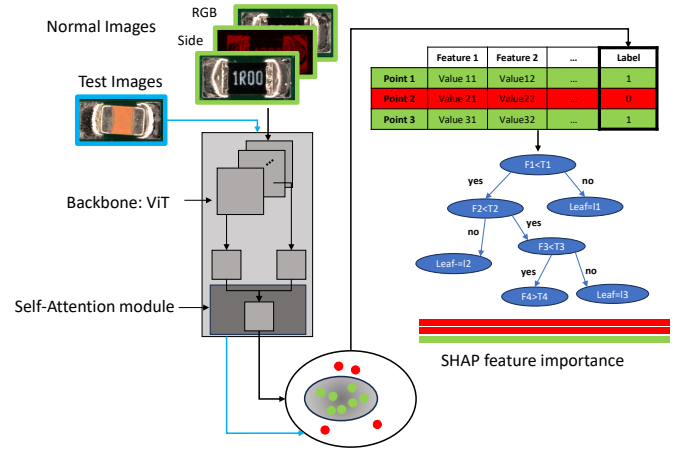 RGB
Normal Images
Side
1R00
Test Images
Backbone: ViT
...
Self-Attention module
Feature 1 Feature 2 ... Label
Point 1 Value 11 Value12 1
Point 2 Value 21 Value22 ... 0
Point 3 Value 31 Value32 1
F1<T1
yes no
F2<T2 Leaf=l1
no yes
F3<T3
Leaf-=l2 yes no
F4>T4 Leaf=l3
SHAP feature importance